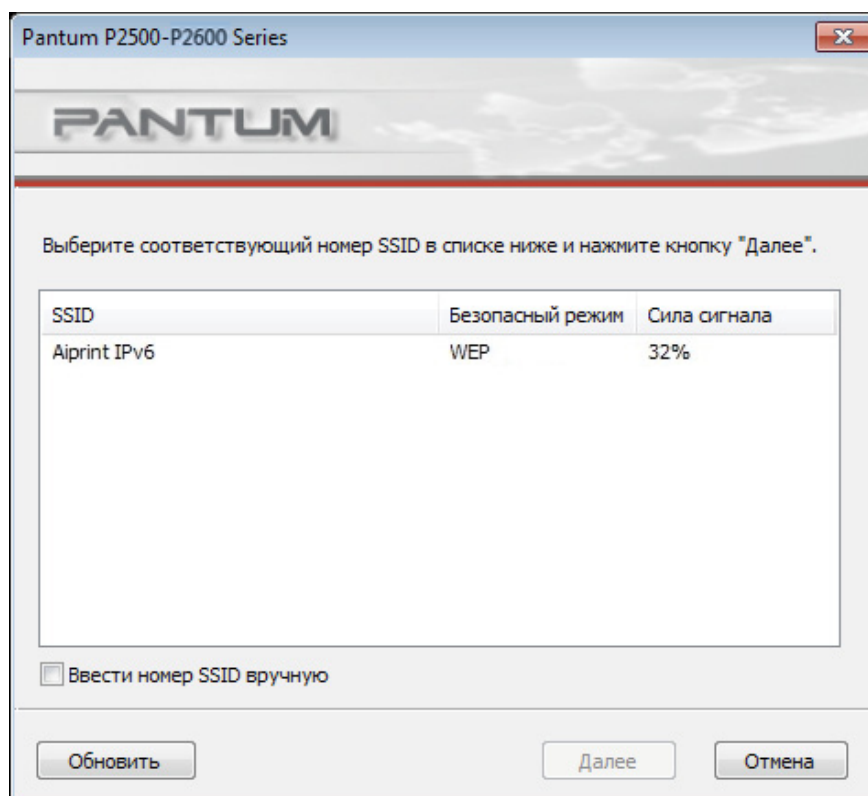 Pantum P2500-P2600 Series
PANTUM
Выберите соответствующий номер SSID в списке ниже и нажмите кнопку "Далее".
SSID Безопасный режим Сила сигнала
Aiprint IPv6 WEP 32%
Ввести номер SSID вручную
Обновить Далее Отмена